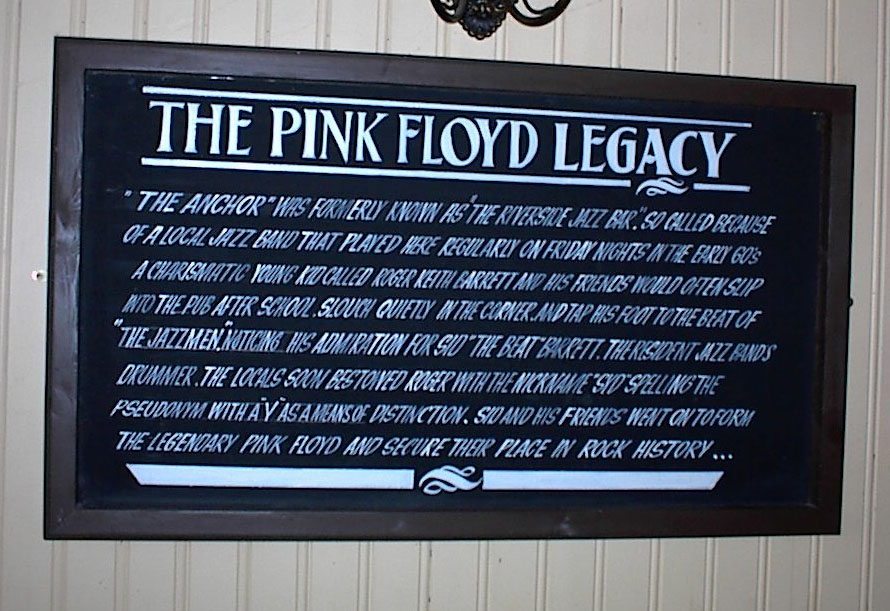 THE PINK FLOYD LEGACY
"THE ANCHOR" WAS FORMERLY KNOWN AS "THE RIVERSIDE JAZZ BAR". SO CALLED BECAUSE
OF A LOCAL JAZZ BAND THAT PLAYED HERE REGULARLY ON FRIDAY NIGHTS IN THE EARLY 60's
A CHARISMATIC YOUNG KID CALLED ROGER KEITH BARRETT AND HIS FRIENDS WOULD OFTEN SLIP
INTO THE PUB AFTER SCHOOL. SLOUCH QUIETLY IN THE CORNER, AND TAP HIS FOOT TO THE BEAT OF
"THE JAZZMEN," NOTICING HIS ADMIRATION FOR SID "THE BEAT" BARRETT. THE RISIDENT JAZZ BAND'S
DRUMMER. THE LOCALS SOON BESTOWED ROGER WITH THE NICKNAME 'SYD' SPELLING THE
PSEUDONYM WITH A "Y" AS A MEANS OF DISTINCTION. SID AND HIS FRIENDS WENT ON TO FORM
THE LEGENDARY PINK FLOYD AND SECURE THEIR PLACE IN ROCK HISTORY...